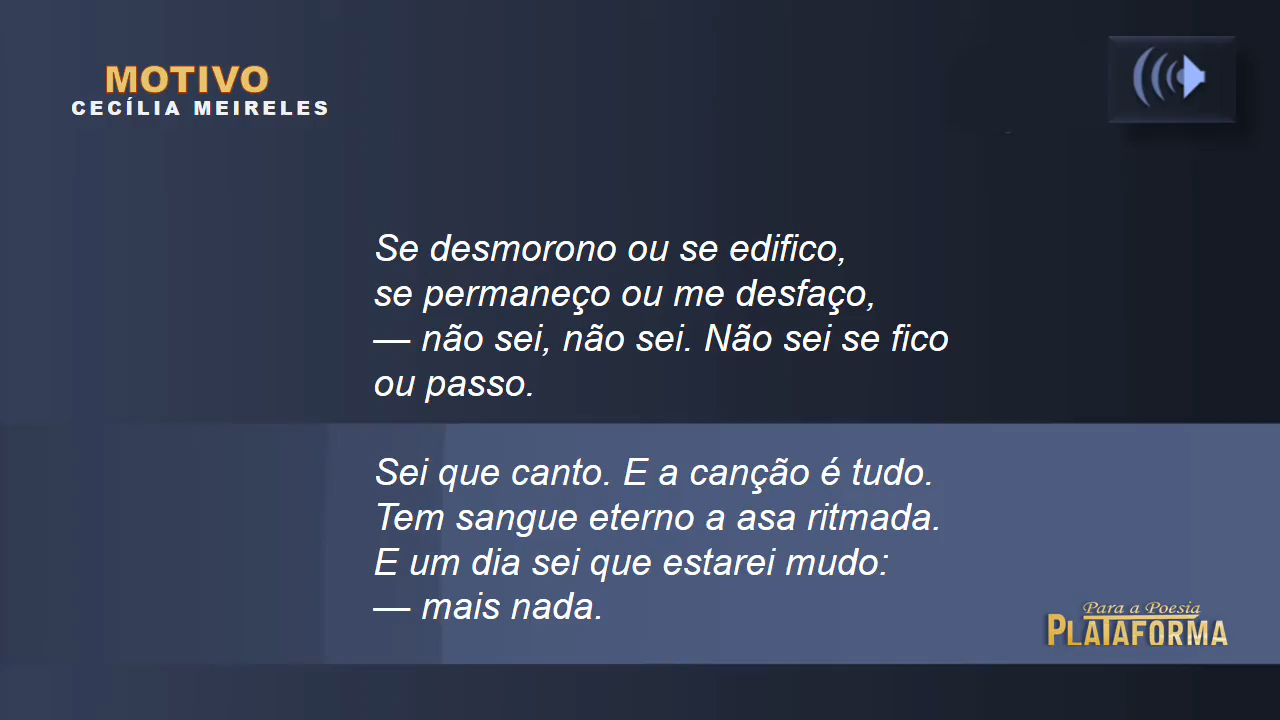 MOTIVO
CECÍLIA MEIRELES
Se desmorono ou se edifico,
se permaneço ou me desfaço,
— não sei, não sei. Não sei se fico
ou passo.
Sei que canto. E a canção é tudo.
Tem sangue eterno a asa ritmada.
E um dia sei que estarei mudo:
— mais nada.
Para a Poesia
PLATAFORMA